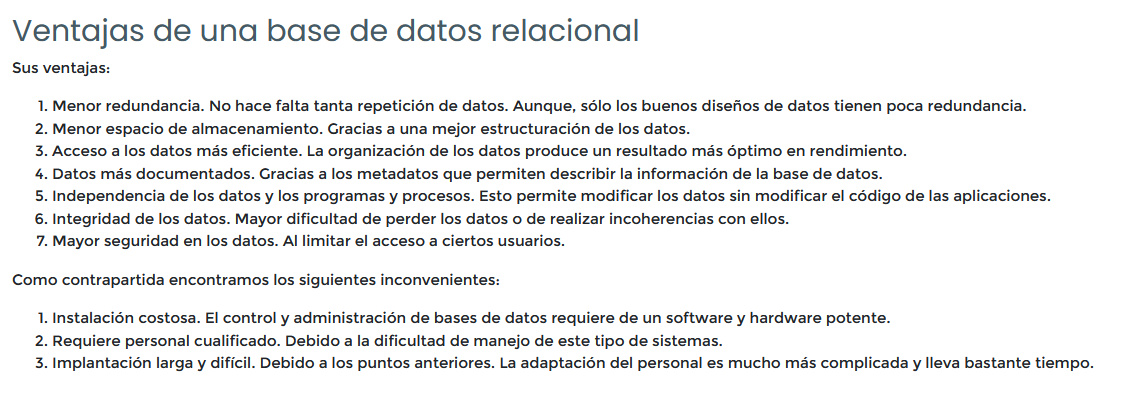 Ventajas de una base de datos relacional
Sus ventajas:
1. Menor redundancia. No hace falta tanta repetición de datos. Aunque, sólo los buenos diseños de datos tienen poca redundancia.
2. Menor espacio de almacenamiento. Gracias a una mejor estructuración de los datos.
3. Acceso a los datos más eficiente. La organización de los datos produce un resultado más óptimo en rendimiento.
4. Datos más documentados. Gracias a los metadatos que permiten describir la información de la base de datos.
5. Independencia de los datos y los programas y procesos. Esto permite modificar los datos sin modificar el código de las aplicaciones.
6. Integridad de los datos. Mayor dificultad de perder los datos o de realizar incoherencias con ellos.
7. Mayor seguridad en los datos. Al limitar el acceso a ciertos usuarios.
Como contrapartida encontramos los siguientes inconvenientes:
1. Instalación costosa. El control y administración de bases de datos requiere de un software y hardware potente.
2. Requiere personal cualificado. Debido a la dificultad de manejo de este tipo de sistemas.
3. Implantación larga y difícil. Debido a los puntos anteriores. La adaptación del personal es mucho más complicada y lleva bastante tiempo.